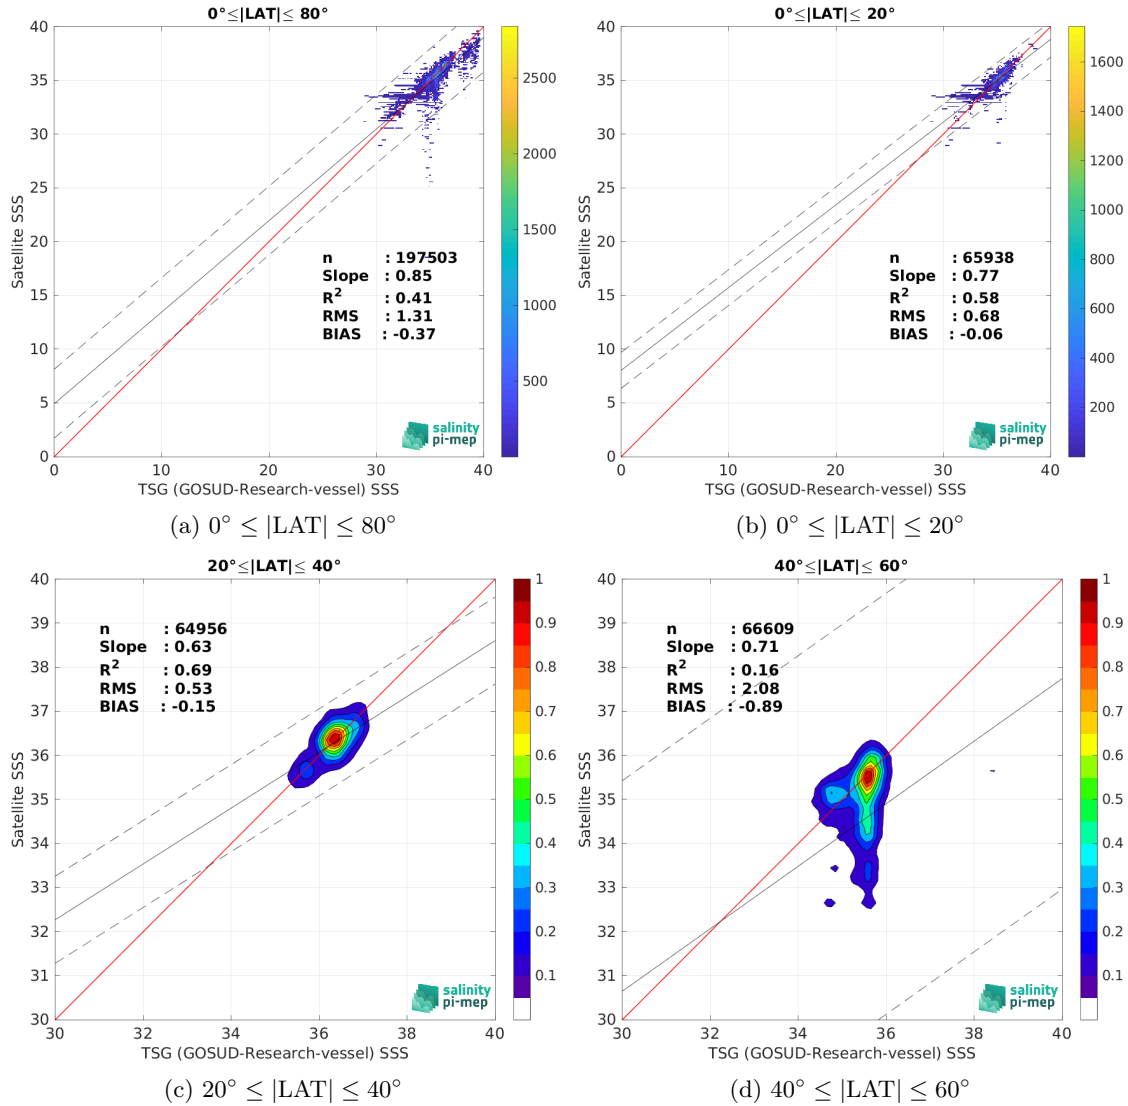 0°≤|LAT|≤ 80°
40
35
30
25
20
15
10
5
0
Satellite SSS
n : 197503
Slope : 0.85
R² : 0.41
RMS : 1.31
BIAS : -0.37
salinity
pi-mep
0 10 20 30 40
TSG (GOSUD-Research-vessel) SSS
2500
2000
1500
1000
500
(a) 0° ≤ |LAT| ≤ 80°
0°≤|LAT|≤ 20°
40
35
30
25
20
15
10
5
0
Satellite SSS
n : 65938
Slope : 0.77
R² : 0.58
RMS : 0.68
BIAS : -0.06
salinity
pi-mep
0 10 20 30 40
TSG (GOSUD-Research-vessel) SSS
1600
1400
1200
1000
800
600
400
200
(b) 0° ≤ |LAT| ≤ 20°
20°≤|LAT|≤ 40°
40
39
38
37
36
35
34
33
32
31
30
Satellite SSS
n : 64956
Slope : 0.63
R² : 0.69
RMS : 0.53
BIAS : -0.15
salinity
pi-mep
30 32 34 36 38 40
TSG (GOSUD-Research-vessel) SSS
1
0.9
0.8
0.7
0.6
0.5
0.4
0.3
0.2
0.1
(c) 20° ≤ |LAT| ≤ 40°
40°≤|LAT|≤ 60°
40
39
38
37
36
35
34
33
32
31
30
Satellite SSS
n : 66609
Slope : 0.71
R² : 0.16
RMS : 2.08
BIAS : -0.89
salinity
pi-mep
30 32 34 36 38 40
TSG (GOSUD-Research-vessel) SSS
1
0.9
0.8
0.7
0.6
0.5
0.4
0.3
0.2
0.1
(d) 40° ≤ |LAT| ≤ 60°